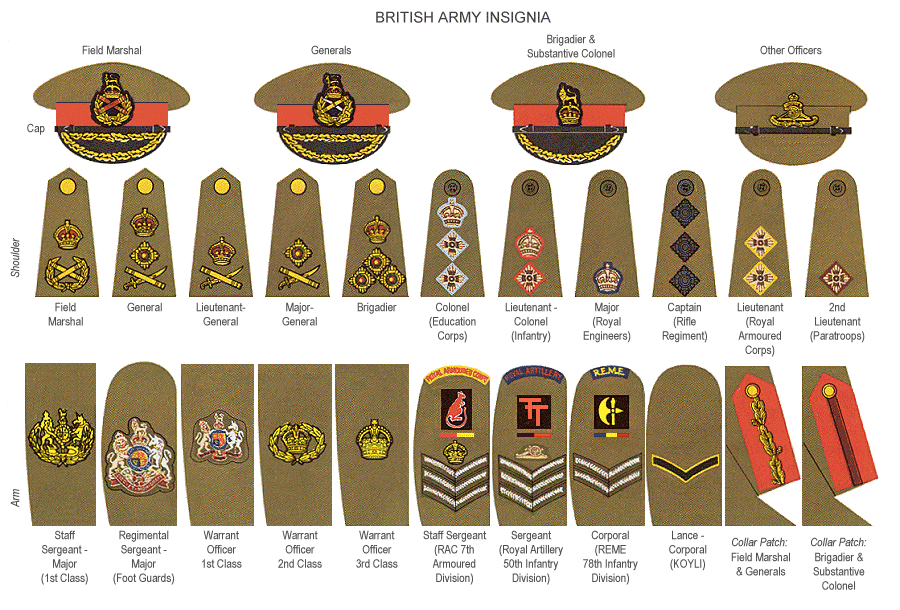 BRITISH ARMY INSIGNIA
Field Marshal
Generals
Brigadier &
Substantive Colonel
Other Officers
Cap
Shoulder
Field
Marshal
General
Lieutenant-
General
Major-
General
Brigadier
Colonel
(Education
Corps)
Lieutenant -
Colonel
(Infantry)
Major
(Royal
Engineers)
Captain
(Rifle
Regiment)
Lieutenant
(Royal
Armoured
Corps)
2nd
Lieutenant
(Paratroops)
Arm
ROYAL ARMOURED CORPS
ROYAL ARTILLERY
R.E.M.E.
TT
Staff
Sergeant -
Major
(1st Class)
Regimental
Sergeant -
Major
(Foot Guards)
Warrant
Officer
1st Class
Warrant
Officer
2nd Class
Warrant
Officer
3rd Class
Staff Sergeant
(RAC 7th
Armoured
Division)
Sergeant
(Royal Artillery
50th Infantry
Division)
Corporal
(REME
78th Infantry
Division)
Lance -
Corporal
(KOYLI)
Collar Patch:
Field Marshal
& Generals
Collar Patch:
Brigadier &
Substantive
Colonel